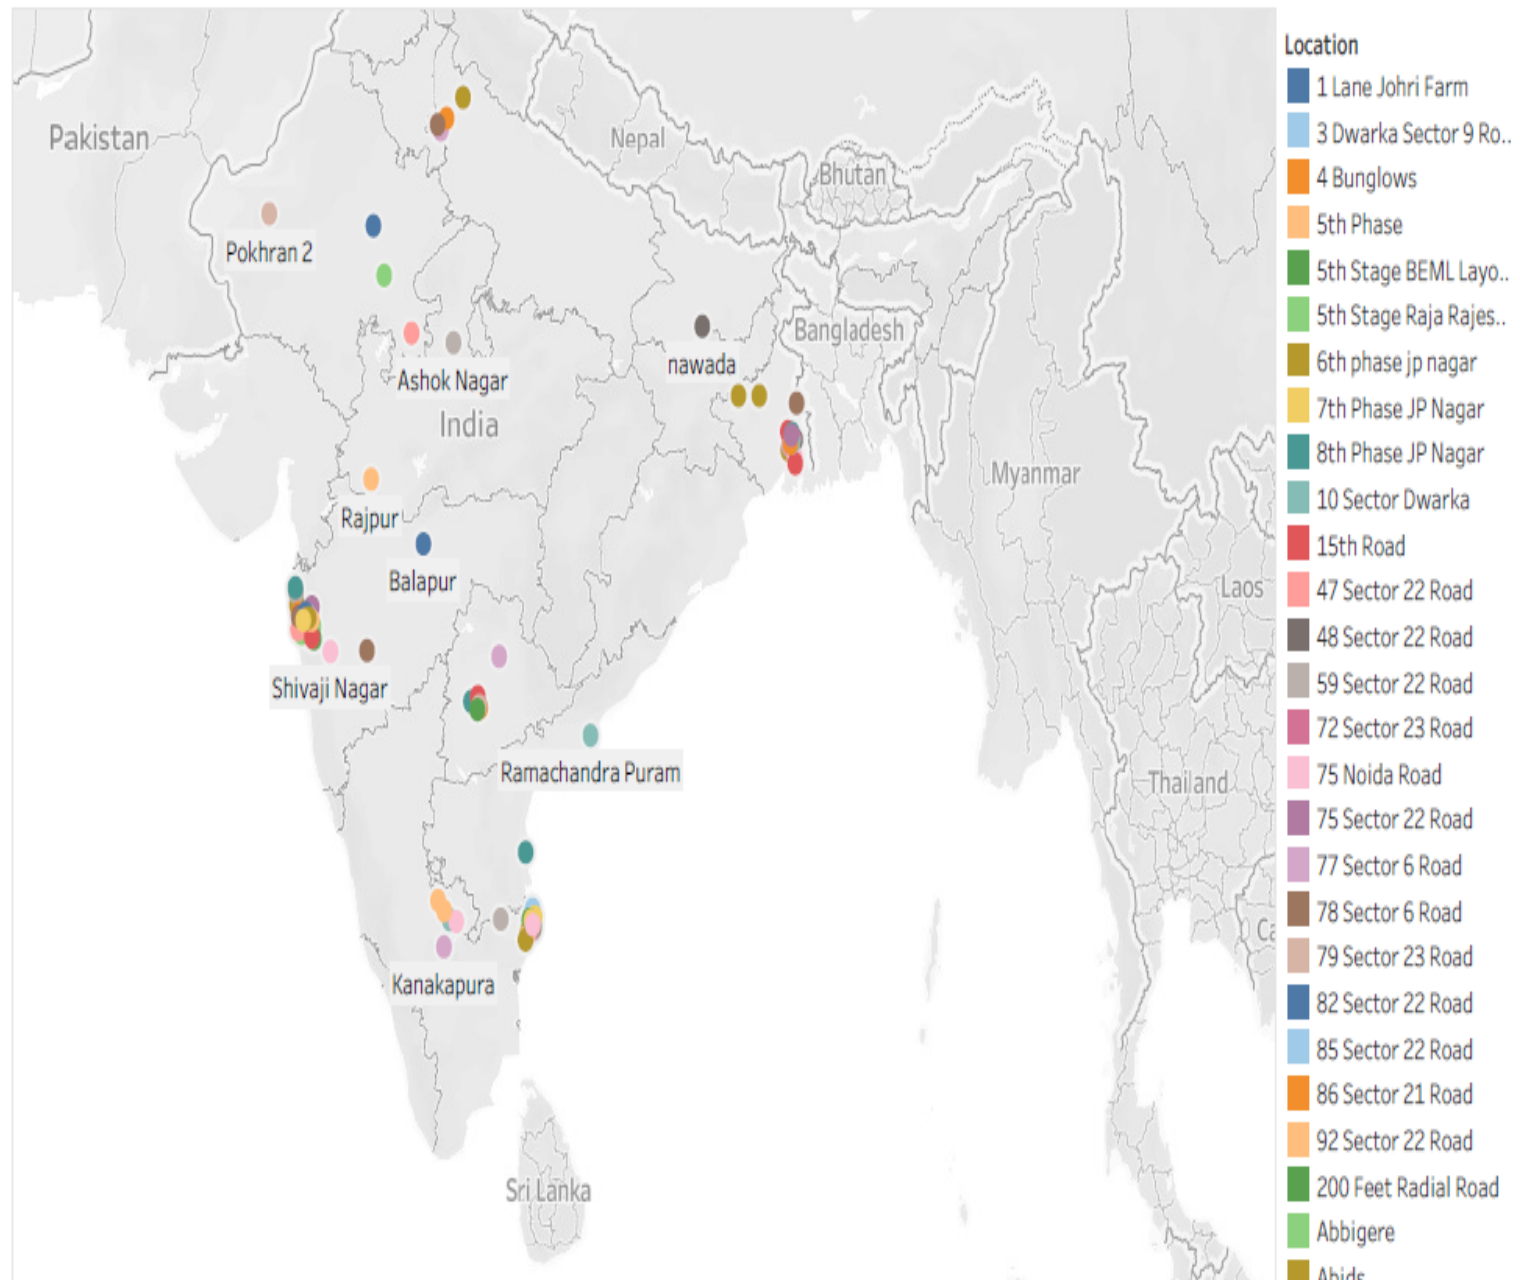 Pakistan
Nepal
Bhutan
Pokhran 2
Bangladesh
nawada
Ashok Nagar
India
Myanmar
Rajpur
Balapur
Laos
Shivaji Nagar
Ramachandra Puram
Thailand
Ca
Kanakapura
Sri Lanka
Location
1 Lane Johri Farm
3 Dwarka Sector 9 Ro..
4 Bunglows
5th Phase
5th Stage BEML Layo..
5th Stage Raja Rajes..
6th phase jp nagar
7th Phase JP Nagar
8th Phase JP Nagar
10 Sector Dwarka
15th Road
47 Sector 22 Road
48 Sector 22 Road
59 Sector 22 Road
72 Sector 23 Road
75 Noida Road
75 Sector 22 Road
77 Sector 6 Road
78 Sector 6 Road
79 Sector 23 Road
82 Sector 22 Road
85 Sector 22 Road
86 Sector 21 Road
92 Sector 22 Road
200 Feet Radial Road
Abbigere
Abids